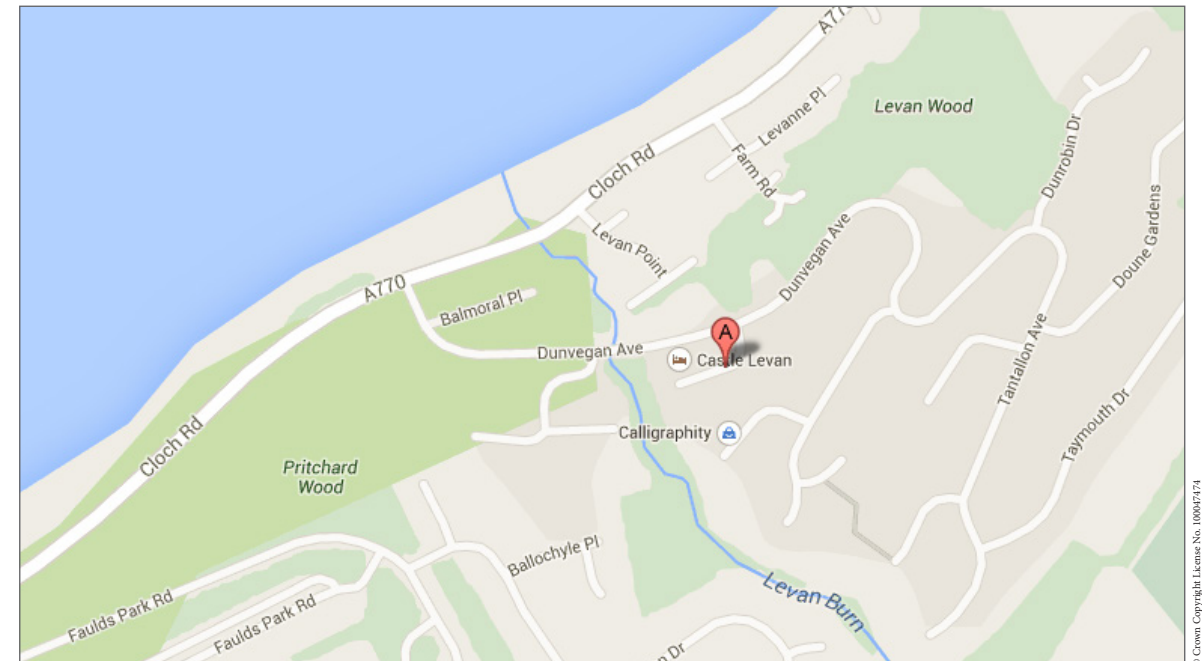 A770
Levan Wood
Levanne Pl
Dunrobin Dr
Cloch Rd
Farm Rd
Doune Gardens
Levan Point
Dunvegan Ave
A770
Balmoral Pl
A
Dunvegan Ave
Castle Levan
Tantallon Ave
Taymouth Dr
Calligraphity
Cloch Rd
Pritchard
Wood
Ballochyle Pl
Levan Burn
Faulds Park Rd
Faulds Park Rd
Dr
© Crown Copyright License No. 100047474